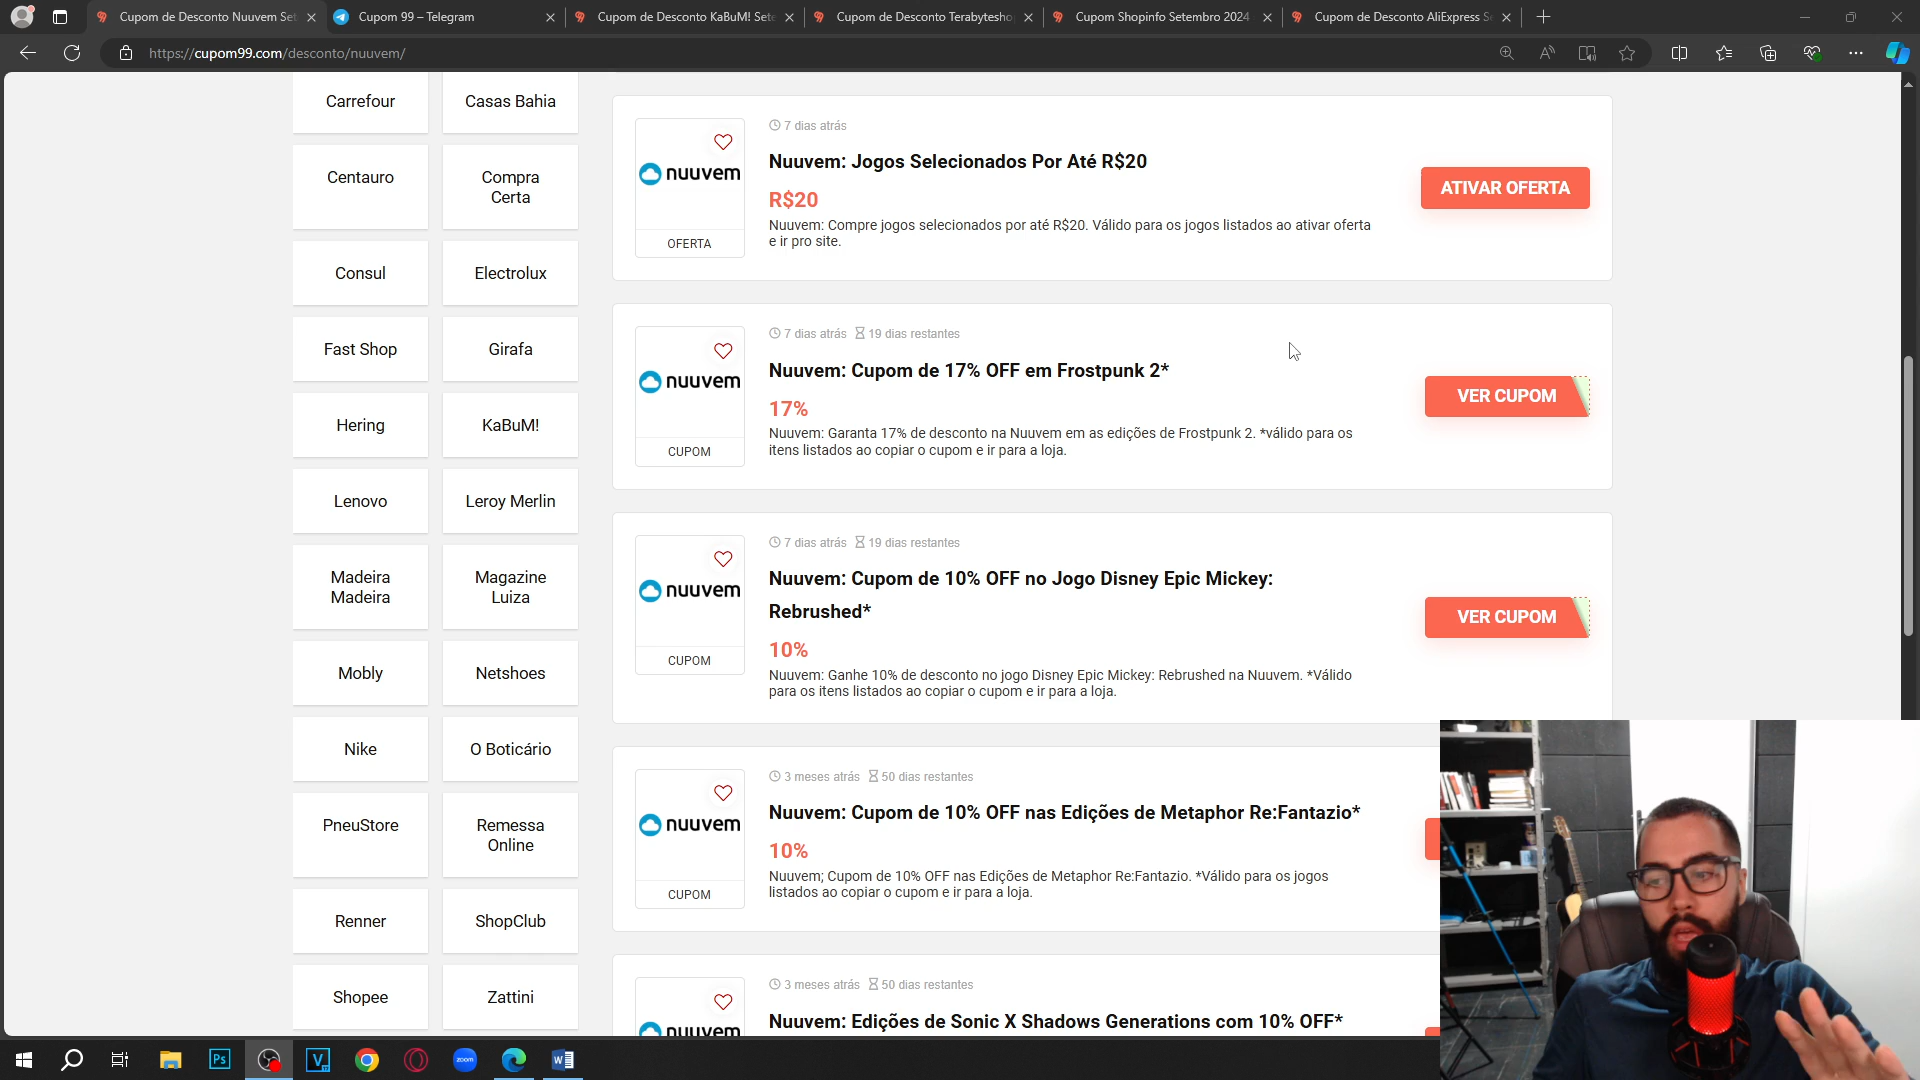 Cupom de Desconto Nuuvem Set
Cupom 99 – Telegram
Cupom de Desconto KaBuM! Sete
Cupom de Desconto Terabyteshop
Cupom Shopinfo Setembro 2024
Cupom de Desconto AliExpress Se
https://cupom99.com/desconto/nuuvem/
Carrefour
Casas Bahia
Centauro
Compra
Certa
Consul
Electrolux
Fast Shop
Girafa
Hering
KaBuM!
Lenovo
Leroy Merlin
Madeira
Madeira
Magazine
Luiza
Mobly
Netshoes
Nike
O Boticário
PneuStore
Remessa
Online
Renner
ShopClub
Shopee
Zattini
nuuvem
OFERTA
7 dias atrás
Nuuvem: Jogos Selecionados Por Até R$20
R$20
Nuuvem: Compre jogos selecionados por até R$20. Válido para os jogos listados ao ativar oferta
e ir pro site.
ATIVAR OFERTA
nuuvem
CUPOM
7 dias atrás 19 dias restantes
Nuuvem: Cupom de 17% OFF em Frostpunk 2*
17%
Nuuvem: Garanta 17% de desconto na Nuuvem em as edições de Frostpunk 2. *válido para os
itens listados ao copiar o cupom e ir para a loja.
VER CUPOM
nuuvem
CUPOM
7 dias atrás 19 dias restantes
Nuuvem: Cupom de 10% OFF no Jogo Disney Epic Mickey:
Rebrushed*
10%
Nuuvem: Ganhe 10% de desconto no jogo Disney Epic Mickey: Rebrushed na Nuuvem. *Válido
para os itens listados ao copiar o cupom e ir para a loja.
VER CUPOM
nuuvem
CUPOM
3 meses atrás 50 dias restantes
Nuuvem: Cupom de 10% OFF nas Edições de Metaphor Re:Fantazio*
10%
Nuuvem; Cupom de 10% OFF nas Edições de Metaphor Re:Fantazio. *Válido para os jogos
listados ao copiar o cupom e ir para a loja.
nuuvem
3 meses atrás 50 dias restantes
Nuuvem: Edições de Sonic X Shadows Generations com 10% OFF*
Ps
V
zoom
W